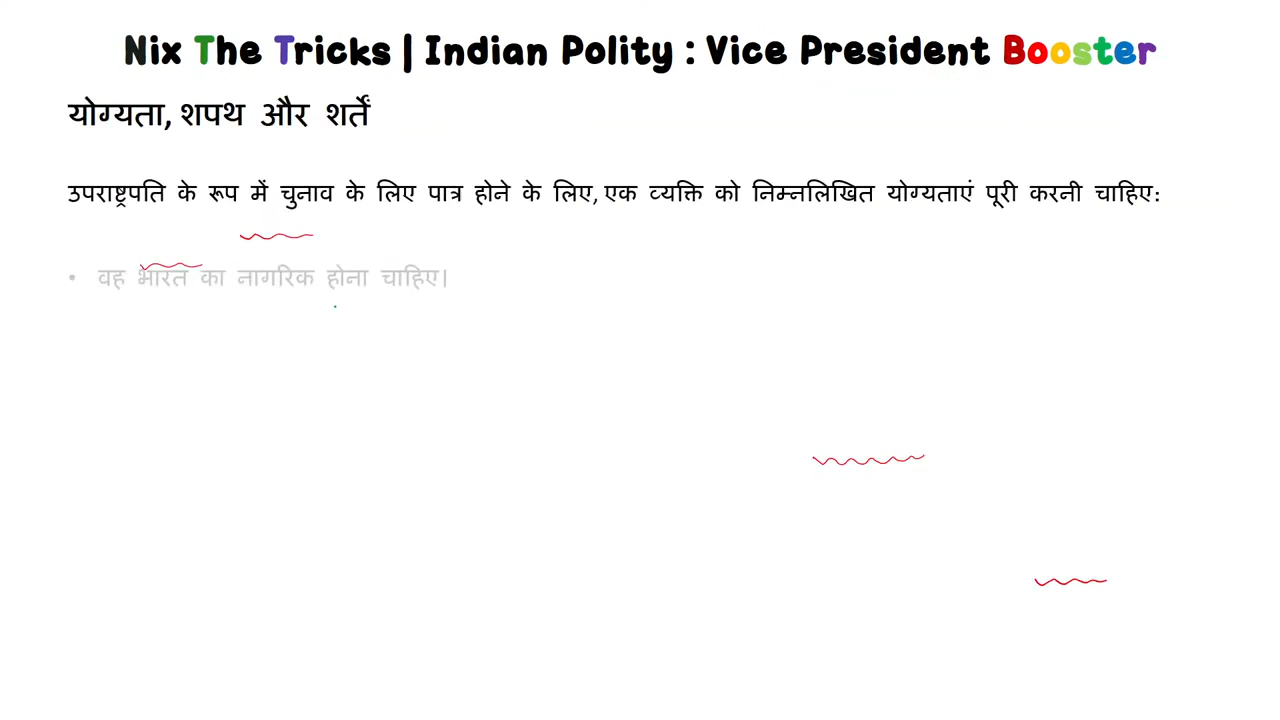 Nix The Tricks | Indian Polity : Vice President Booster
योग्यता, शपथ और शर्तें
उपराष्ट्रपति के रूप में चुनाव के लिए पात्र होने के लिए, एक व्यक्ति को निम्नलिखित योग्यताएं पूरी करनी चाहिए:
• वह भारत का नागरिक होना चाहिए।